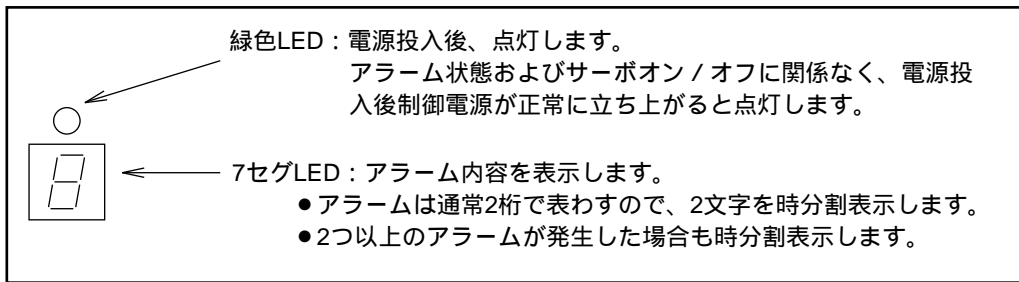 緑色LED：電源投入後、点灯します。
アラーム状態およびサーボオン／オフに関係なく、電源投
入後制御電源が正常に立ち上がると点灯します。
7セグLED：アラーム内容を表示します。
●アラームは通常2桁で表わすので、2文字を時分割表示します。
●2つ以上のアラームが発生した場合も時分割表示します。